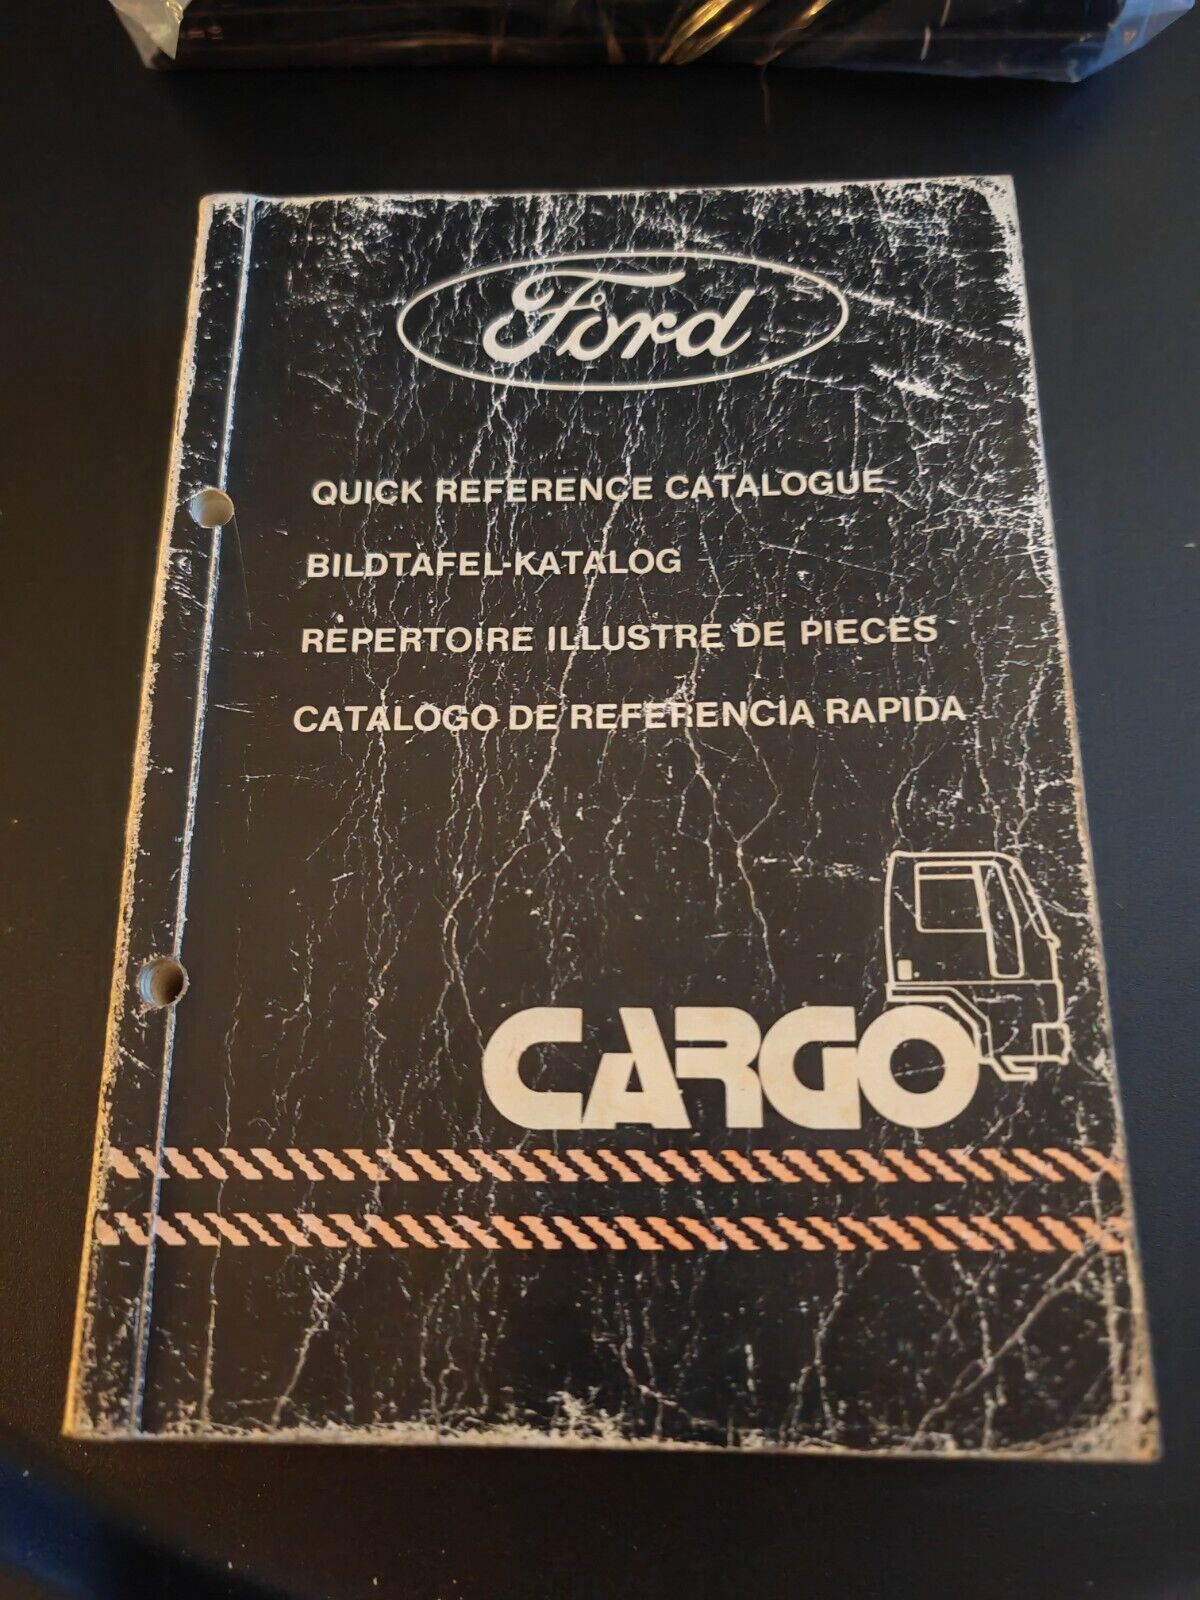 Ford
QUICK REFERENCE CATALOGUE
BILDTAFEL-KATALOG
REPERTOIRE ILLUSTRE DE PIECES
CATALOGO DE REFERENCIA RAPIDA
CARGO